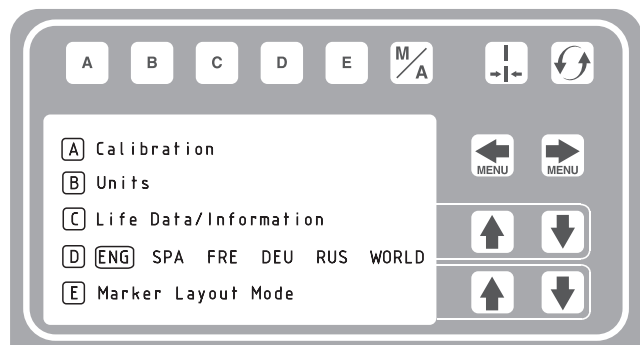 A B C D E M/A
MENU MENU
A Calibration
B Units
C Life Data/Information
D ENG SPA FRE DEU RUS WORLD
E Marker Layout Mode